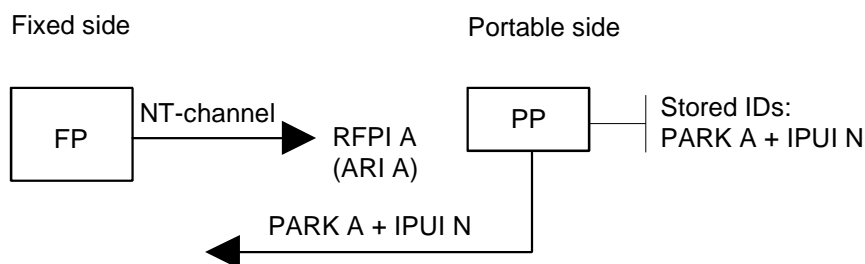 Fixed side
Portable side
FP
NT-channel
RFPI A
(ARI A)
PP
Stored IDs:
PARK A + IPUI N
PARK A + IPUI N